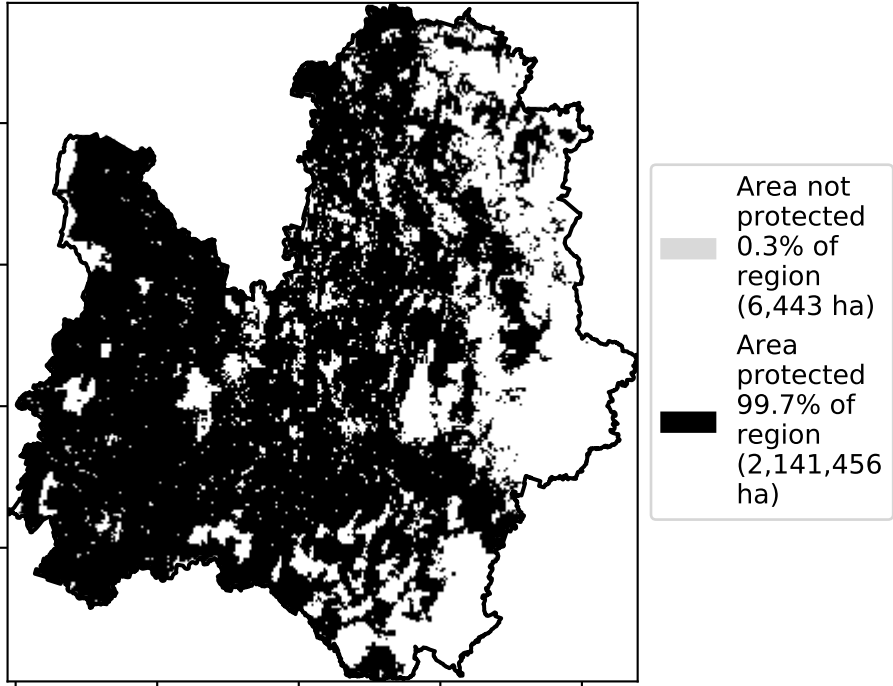 Area not
protected
0.3% of
region
(6,443 ha)
Area
protected
99.7% of
region
(2,141,456
ha)